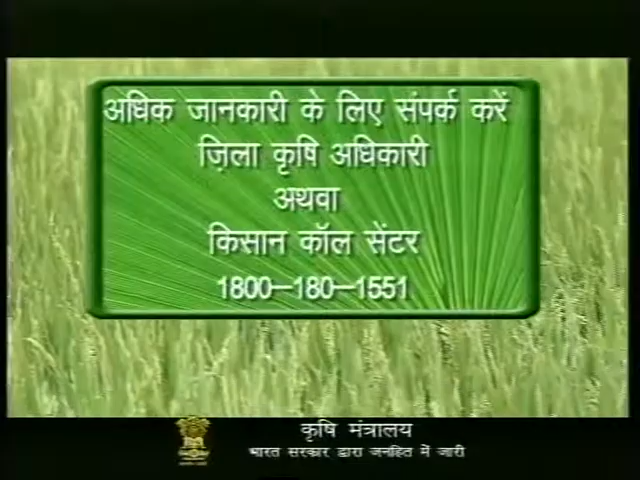 अधिक जानकारी के लिए संपर्क करें
ज़िला कृषि अधिकारी
अथवा
किसान कॉल सेंटर
1800-180-1551
कृषि मंत्रालय
भारत सरकार द्वारा जनहित में जारी